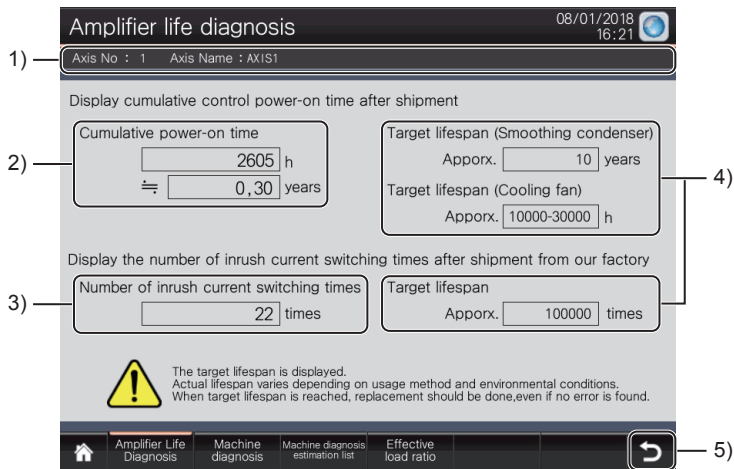 Amplifier life diagnosis
08/01/2018
16:21
1)
Axis No : 1 Axis Name : AXIS1
Display cumulative control power-on time after shipment
2)
Cumulative power-on time
2605 h
≒ 0,30 years
Target lifespan (Smoothing condenser)
Apporx. 10 years
Target lifespan (Cooling fan)
Apporx. 10000-30000 h
4)
Display the number of inrush current switching times after shipment from our factory
3)
Number of inrush current switching times
22 times
Target lifespan
Apporx. 100000 times
The target lifespan is displayed.
Actual lifespan varies depending on usage method and environmental conditions.
When target lifespan is reached, replacement should be done,even if no error is found.
Amplifier Life
Diagnosis
Machine
diagnosis
Machine diagnosis
estimation list
Effective
load ratio
5)